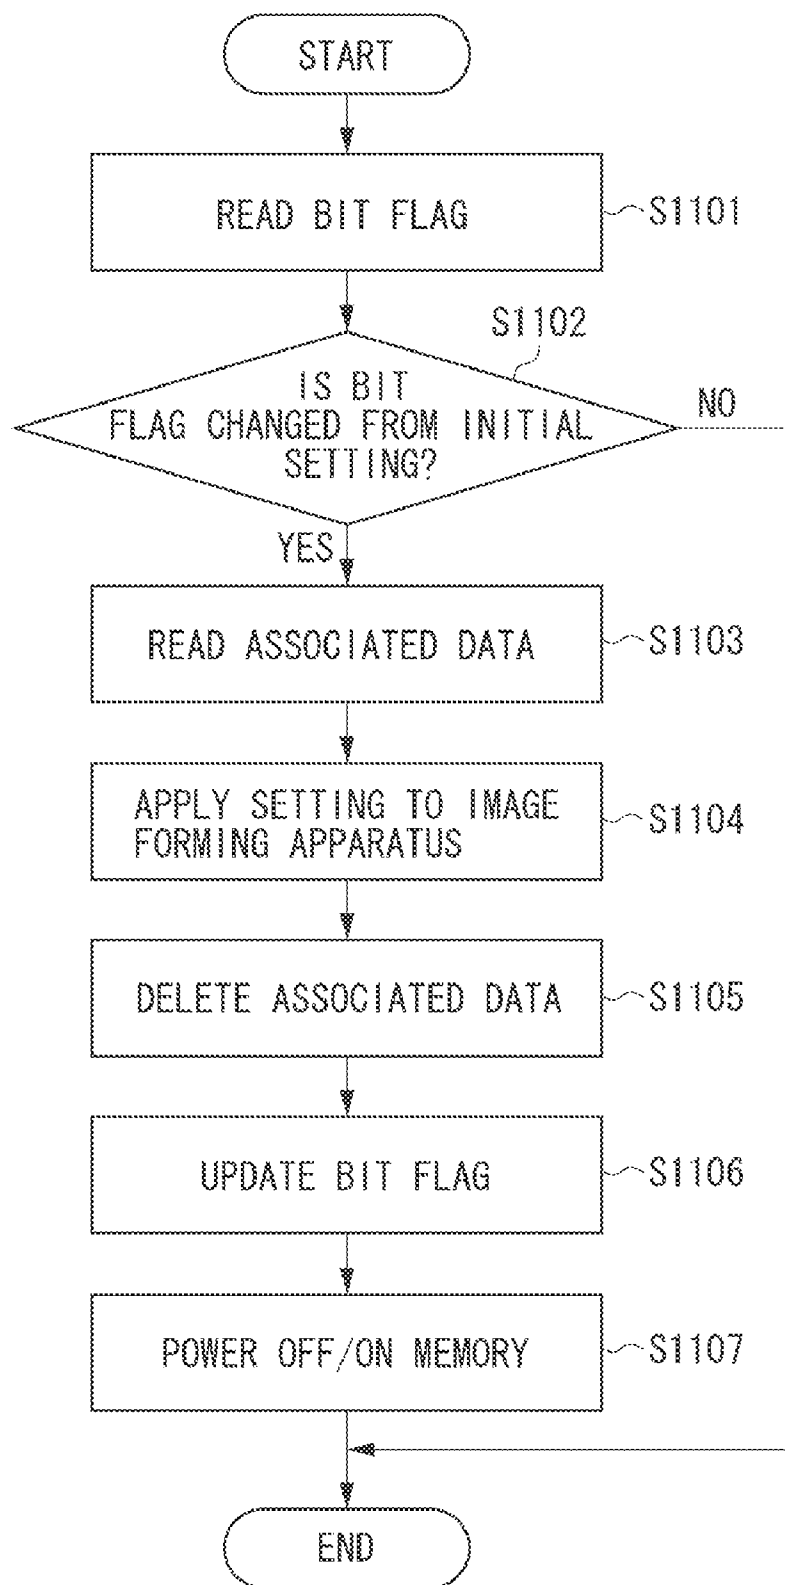 START
READ BIT FLAG
S1101
S1102
IS BIT
FLAG CHANGED FROM INITIAL
SETTING?
NO
YES
READ ASSOCIATED DATA
S1103
APPLY SETTING TO IMAGE
FORMING APPARATUS
S1104
DELETE ASSOCIATED DATA
S1105
UPDATE BIT FLAG
S1106
POWER OFF/ON MEMORY
S1107
END